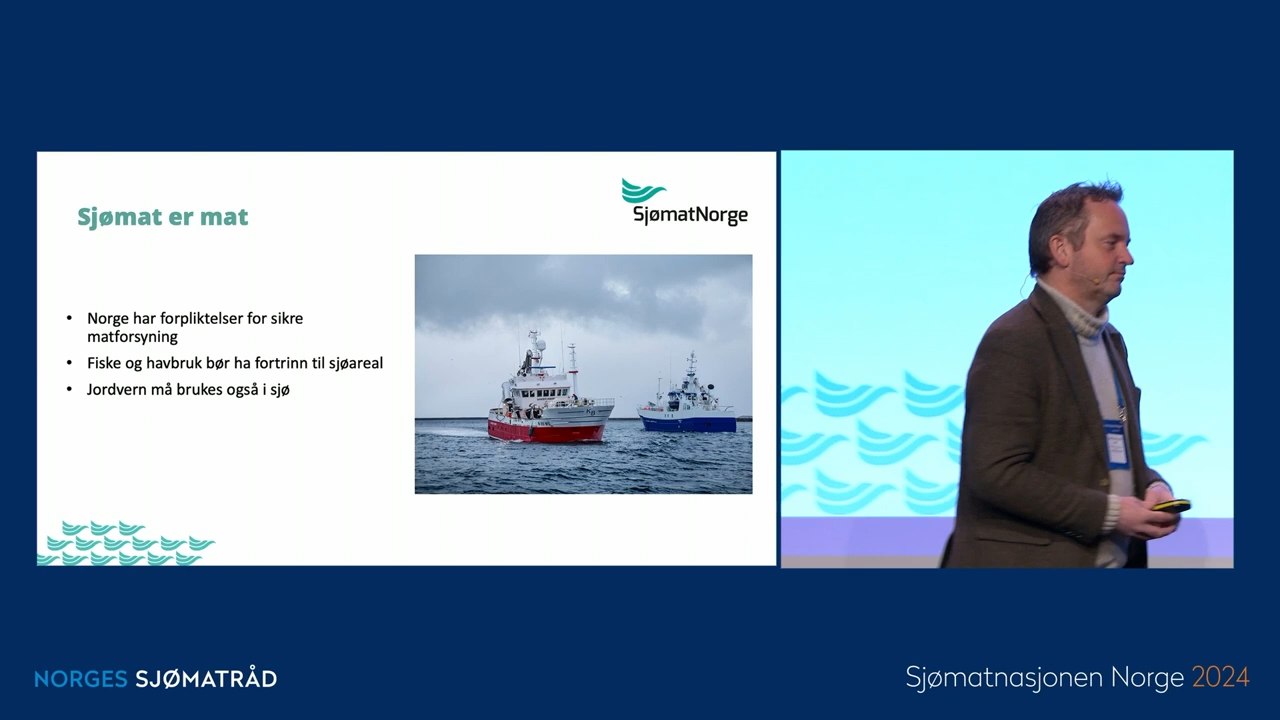 Sjømat er mat
SjømatNorge
• Norge har forpliktelser for sikre
matforsyning
• Fiske og havbruk bør ha fortrinn til sjøareal
• Jordvern må brukes også i sjø
NORGES SJØMATRÅD
Sjømatnasjonen Norge 2024